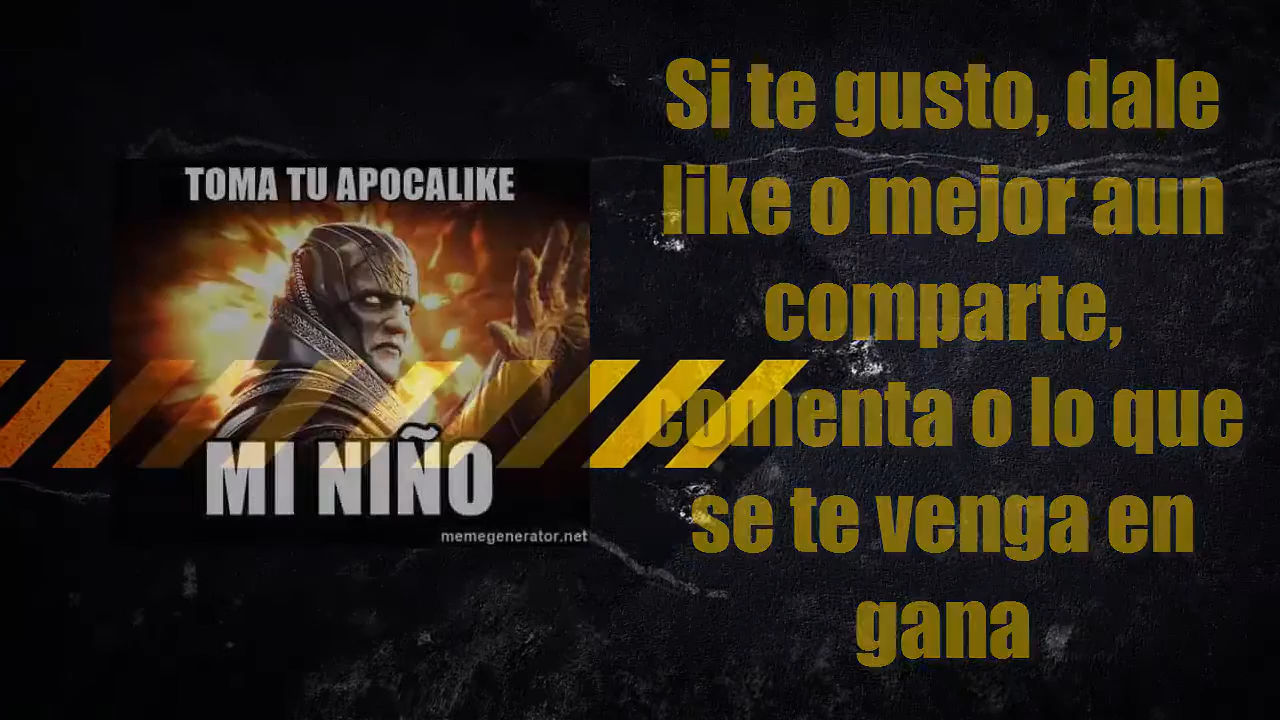 TOMA TU APOCALIKE
MI NIÑO
memegenerator.net
Si te gusto, dale
like o mejor aun
comparte,
comenta o lo que
se te venga en
gana